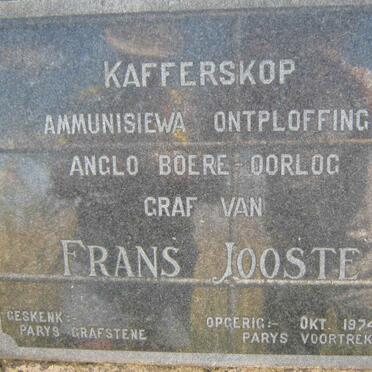 KAFFERSKOP
AMMUNISIEWA ONTPLOFFING
ANGLO BOERE-OORLOG
GRAF VAN
FRANS JOOSTE
GESKENK:- OPGERIG:- OKT. 1974
PARYS GRAFSTENE PARYS VOORTREK